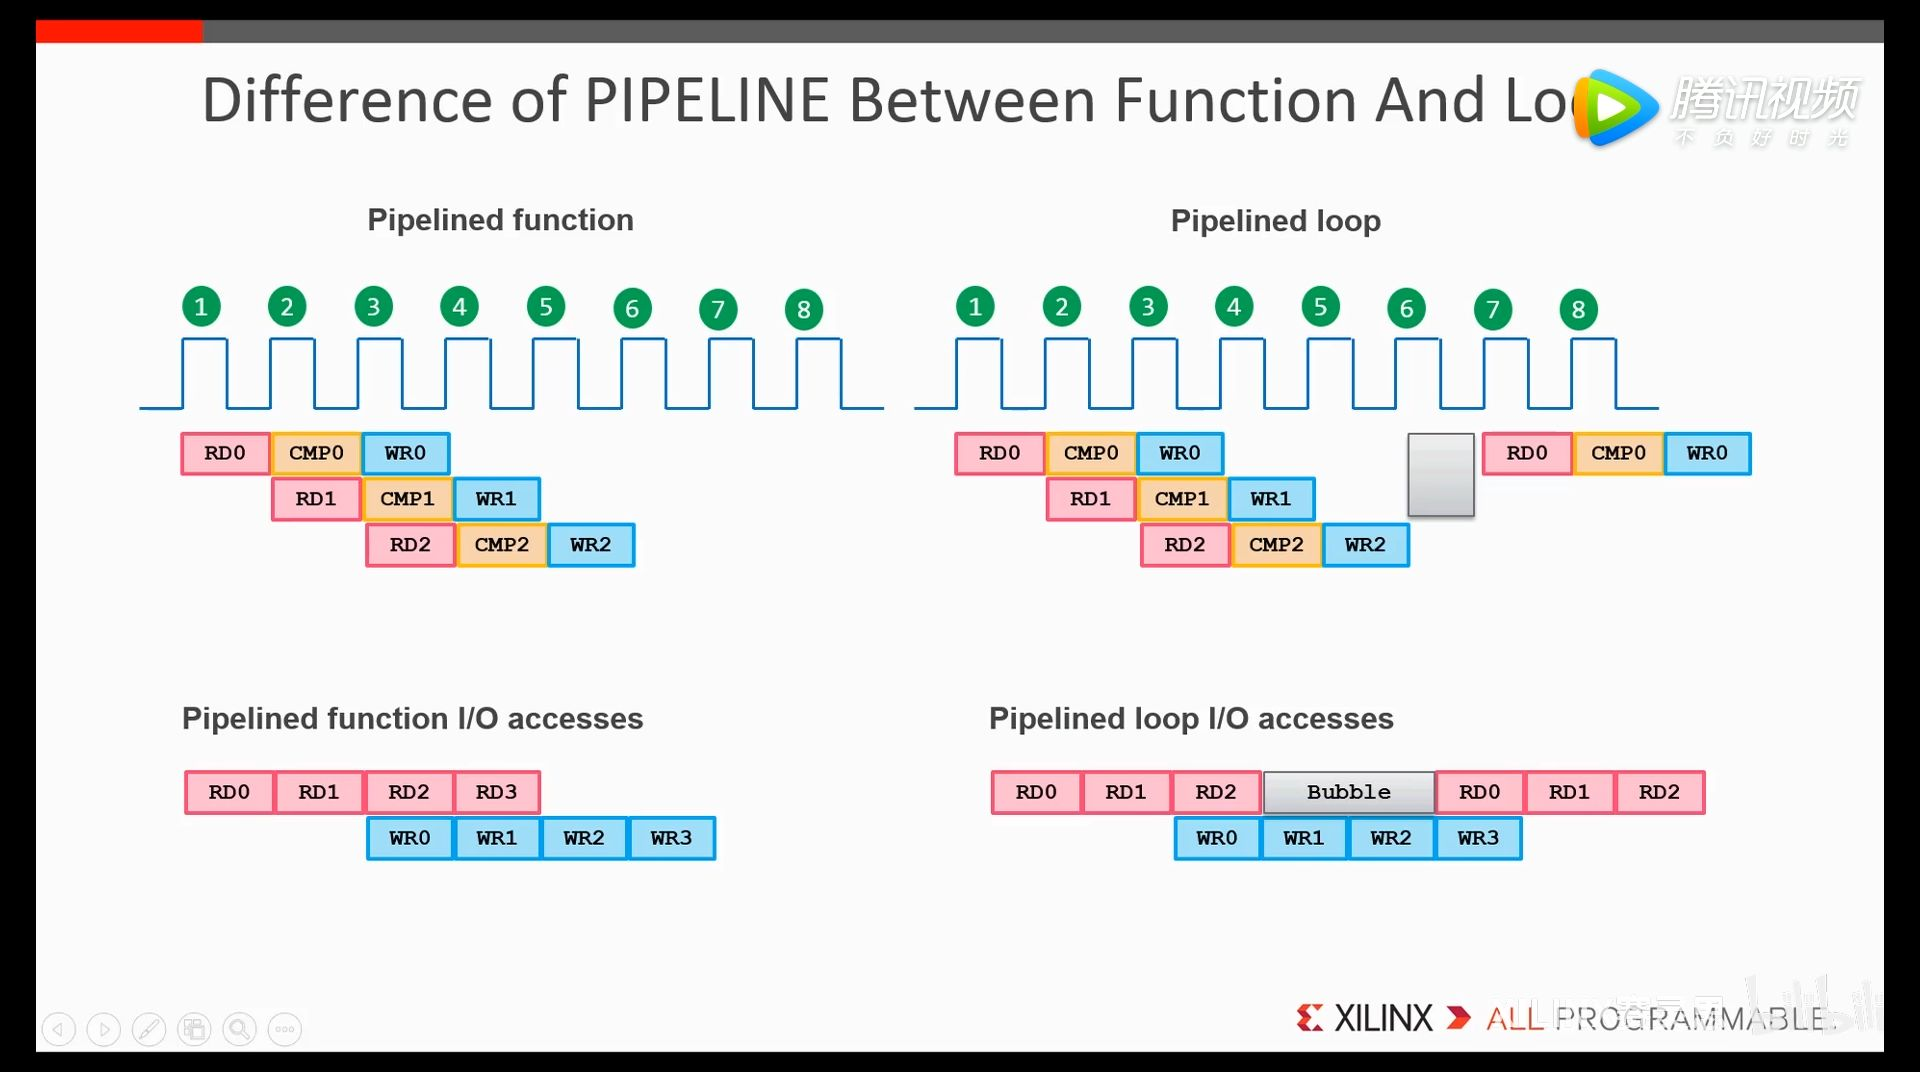 Difference of PIPELINE Between Function And Lo
腾讯视频
不负好时光
Pipelined function
Pipelined loop
1 2 3 4 5 6 7 8
1 2 3 4 5 6 7 8
RD0 CMP0 WR0
RD1 CMP1 WR1
RD2 CMP2 WR2
RD0 CMP0 WR0 RD0 CMP0 WR0
RD1 CMP1 WR1
RD2 CMP2 WR2
Pipelined function I/O accesses
Pipelined loop I/O accesses
RD0 RD1 RD2 RD3
WR0 WR1 WR2 WR3
RD0 RD1 RD2 Bubble RD0 RD1 RD2
WR0 WR1 WR2 WR3
XILINX ALL PROGRAMMABLE.